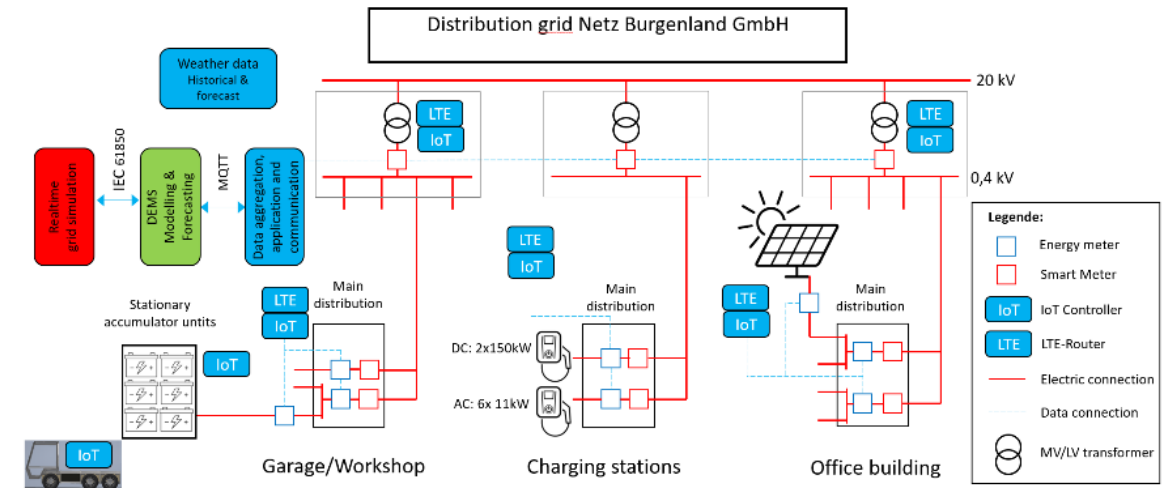 Distribution grid Netz Burgenland GmbH
Weather data
Historical &
forecast
20 kV
LTE
IoT
LTE
IoT
Realtime
grid simulation
IEC 61850
DEMS
Modelling &
Forecasting
MQTT
Data aggregation,
application and
communication
0,4 kV
Legende:
Energy meter
Smart Meter
IoT
IoT Controller
LTE
LTE-Router
Electric connection
Data connection
MV/LV transformer
LTE
IoT
Stationary
accumulator untits
IoT
LTE
IoT
Main
distribution
Main
distribution
DC: 2x150kW
AC: 6x 11kW
LTE
IoT
Main
distribution
IoT
Garage/Workshop
Charging stations
Office building